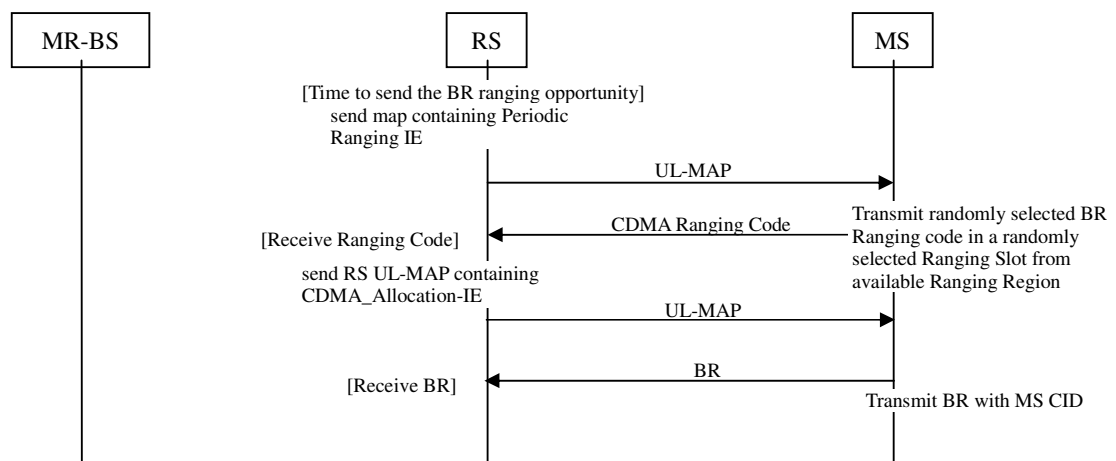 MR-BS
RS
MS
[Time to send the BR ranging opportunity]
send map containing Periodic
Ranging IE
UL-MAP
Transmit randomly selected BR
Ranging code in a randomly
selected Ranging Slot from
available Ranging Region
CDMA Ranging Code
[Receive Ranging Code]
send RS UL-MAP containing
CDMA_Allocation-IE
UL-MAP
BR
[Receive BR]
Transmit BR with MS CID